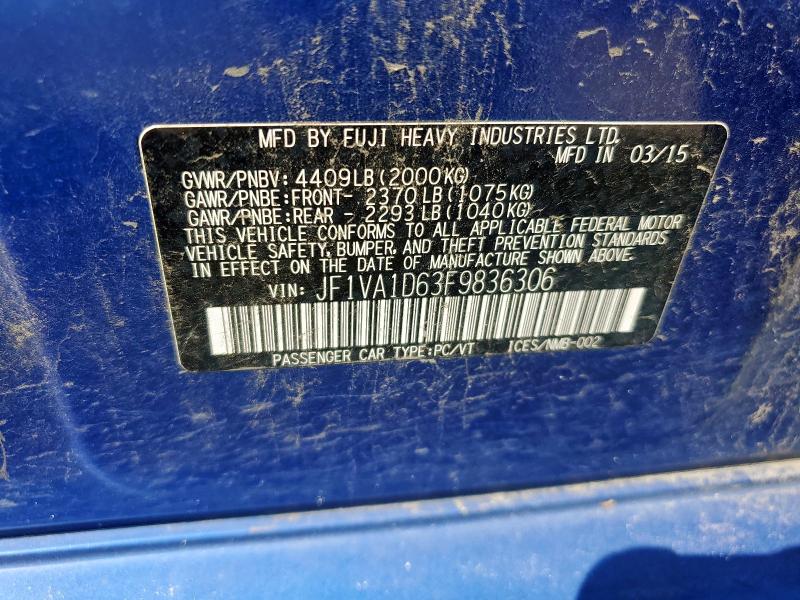 MFD BY FUJI HEAVY INDUSTRIES LTD.
MFD IN 03/15
GVWR/PNBV: 4409LB(2000KG)
GAWR/PNBE:FRONT- 2370LB(1075KG)
GAWR/PNBE:REAR - 2293LB(1040KG)
THIS VEHICLE CONFORMS TO ALL APPLICABLE FEDERAL MOTOR
VEHICLE SAFETY, BUMPER, AND THEFT PREVENTION STANDARDS
IN EFFECT ON THE DATE OF MANUFACTURE SHOWN ABOVE.
VIN: JF1VA1D63F9836306
PASSENGER CAR TYPE:PC/VT ICES/NMB-002